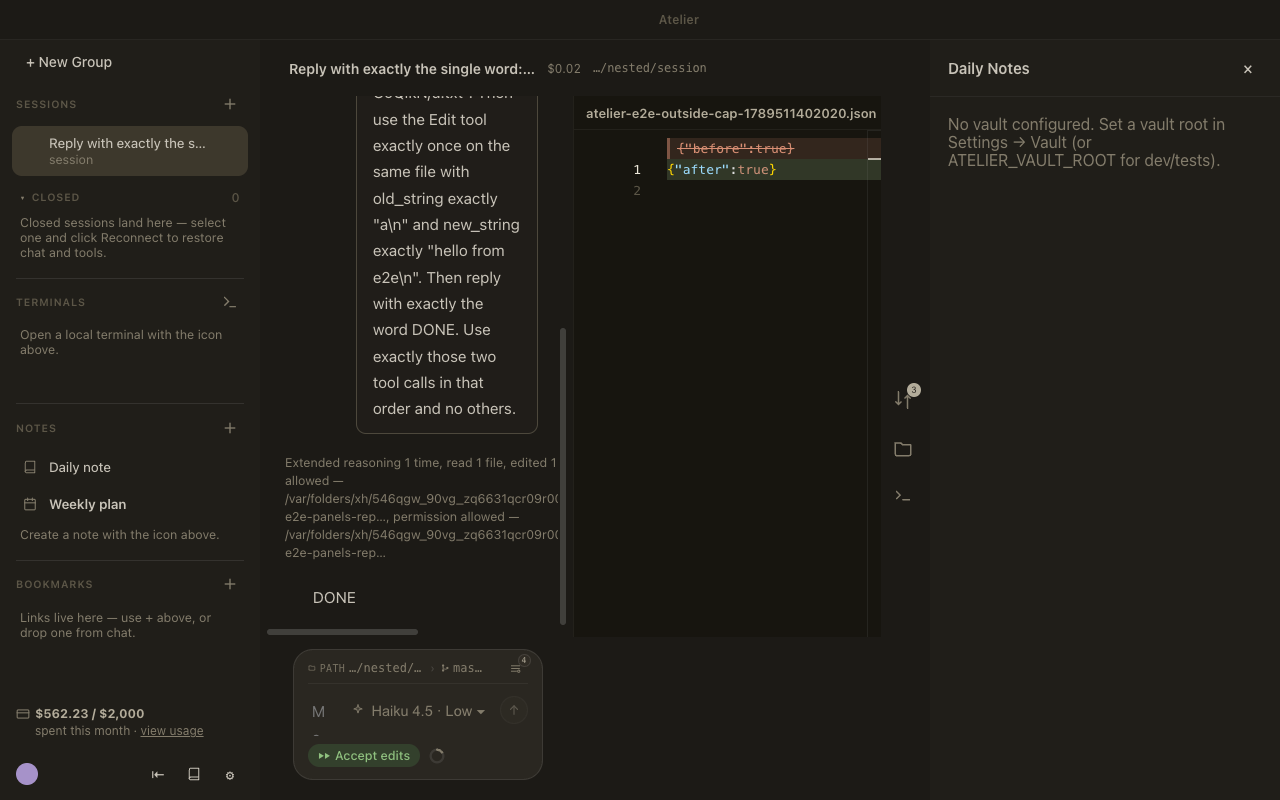 Atelier
+ New Group
SESSIONS
Reply with exactly the s...
session
CLOSED 0
Closed sessions land here — select
one and click Reconnect to restore
chat and tools.
TERMINALS
Open a local terminal with the icon
above.
NOTES
Daily note
Weekly plan
Create a note with the icon above.
BOOKMARKS
Links live here — use + above, or
drop one from chat.
$562.23 / $2,000
spent this month · view usage
Reply with exactly the single word:... $0.02 …/nested/session
use the Edit tool
exactly once on the
same file with
old_string exactly
"a\n" and new_string
exactly "hello from
e2e\n". Then reply
with exactly the
word DONE. Use
exactly those two
tool calls in that
order and no others.
Extended reasoning 1 time, read 1 file, edited 1
allowed —
/var/folders/xh/546qgw_90vg_zq6631qcr09r0
e2e-panels-rep…, permission allowed —
/var/folders/xh/546qgw_90vg_zq6631qcr09r0
e2e-panels-rep…
DONE
PATH …/nested/… › mas… 4
M
Haiku 4.5 · Low
Accept edits
atelier-e2e-outside-cap-1789511402020.json
{"before":true}
1 {"after":true}
2
3
Daily Notes ×
No vault configured. Set a vault root in
Settings → Vault (or
ATELIER_VAULT_ROOT for dev/tests).